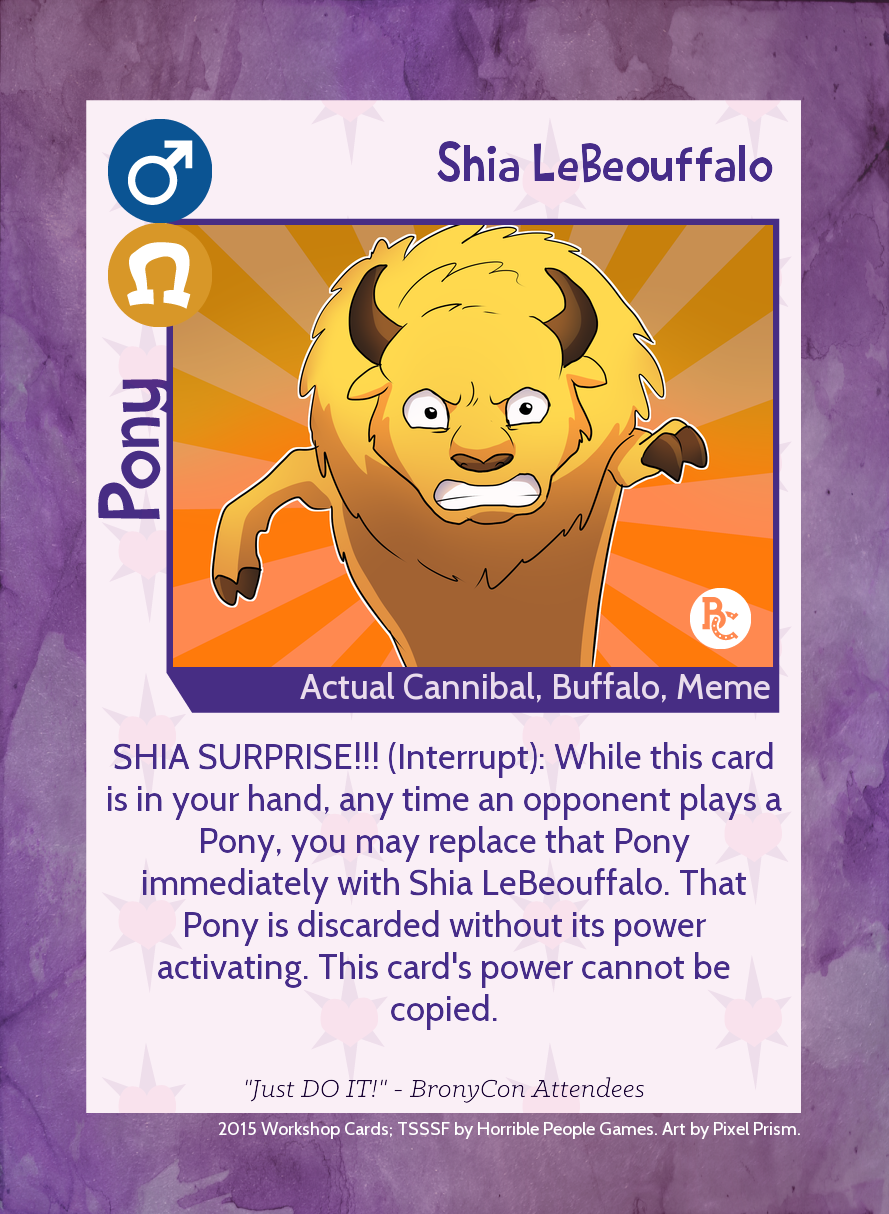 Shia LeBeouffalo
Pony
BC
Actual Cannibal, Buffalo, Meme
SHIA SURPRISE!!! (Interrupt): While this card
is in your hand, any time an opponent plays a
Pony, you may replace that Pony
immediately with Shia LeBeouffalo. That
Pony is discarded without its power
activating. This card's power cannot be
copied.
"Just DO IT!" - BronyCon Attendees
2015 Workshop Cards; TSSSF by Horrible People Games. Art by Pixel Prism.